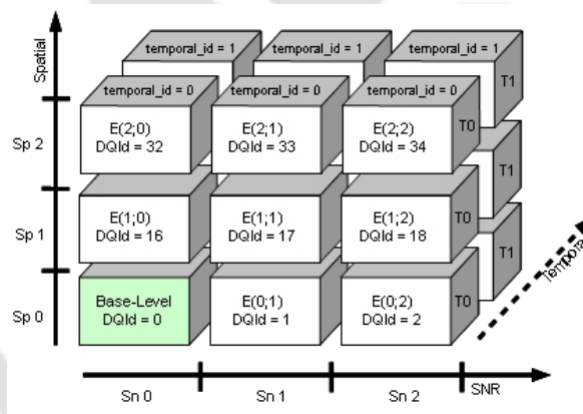 Spatial
temporal_id = 1
temporal_id = 1
temporal_id = 1
T1
temporal_id = 0
temporal_id = 0
temporal_id = 0
T0
Sp 2
E(2;0)
DQId = 32
E(2;1)
DQId = 33
E(2;2)
DQId = 34
T1
Sp 1
E(1;0)
DQId = 16
E(1;1)
DQId = 17
E(1;2)
DQId = 18
T0
T1
Temporal
Sp 0
Base-Level
DQId = 0
E(0;1)
DQId = 1
E(0;2)
DQId = 2
T0
Sn 0
Sn 1
Sn 2
SNR